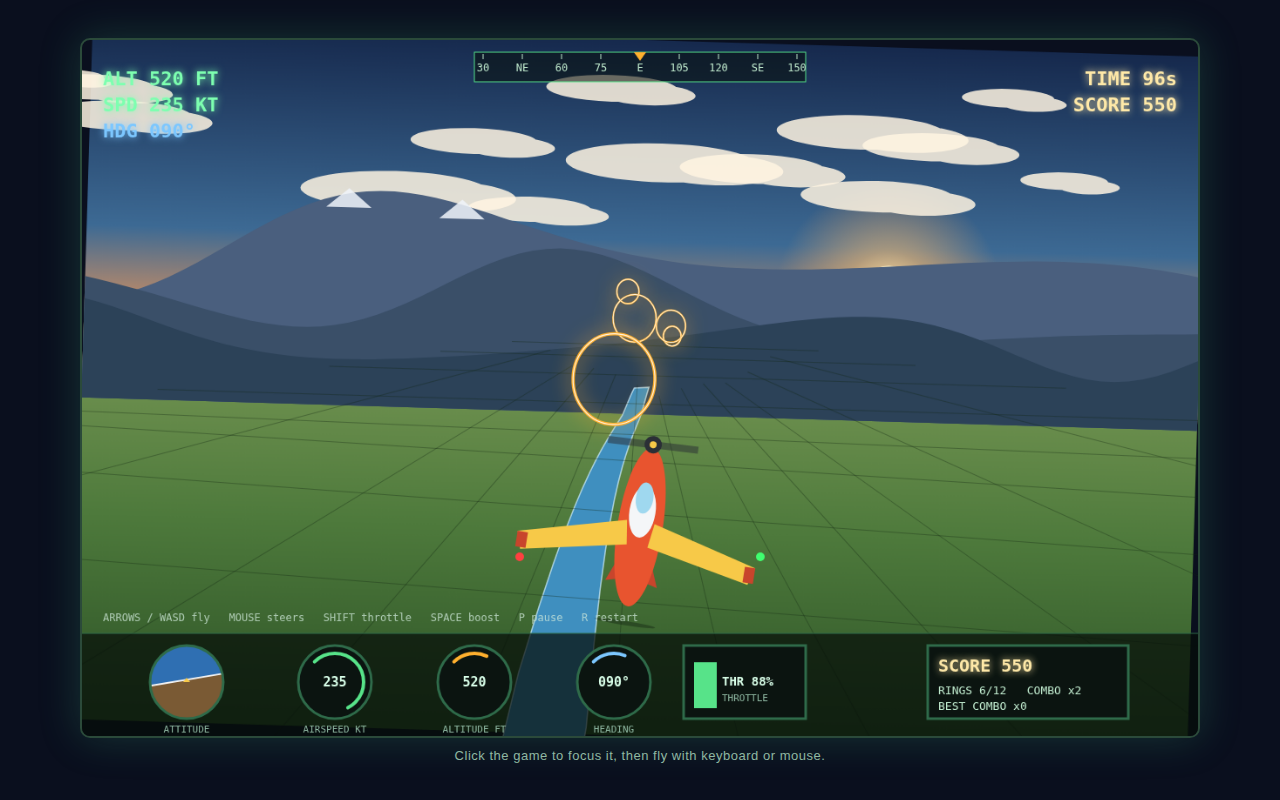 30 NE 60 75 E 105 120 SE 150
ALT 520 FT
SPD 235 KT
HDG 090°
TIME 96s
SCORE 550
ARROWS / WASD fly MOUSE steers SHIFT throttle SPACE boost P pause R restart
235
520
090°
THR 88%
THROTTLE
SCORE 550
RINGS 6/12 COMBO x2
BEST COMBO x0
ATTITUDE AIRSPEED KT ALTITUDE FT HEADING
Click the game to focus it, then fly with keyboard or mouse.